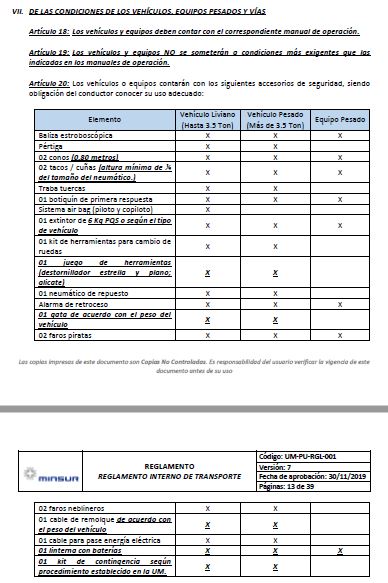 VII. DE LAS CONDICIONES DE LOS VEHÍCULOS, EQUIPOS PESADOS Y VÍAS
Artículo 18: Los vehículos y equipos deben contar con el correspondiente manual de operación.
Artículo 19: Los vehículos y equipos NO se someterán a condiciones más exigentes que las
indicadas en los manuales de operación.
Artículo 20: Los vehículos o equipos contarán con los siguientes accesorios de seguridad, siendo
obligación del conductor conocer su uso adecuado:
Elemento Vehículo Liviano (Hasta 3.5 Ton) Vehículo Pesado (Más de 3.5 Ton) Equipo Pesado
Baliza estroboscópica X X X
Pértiga X X
02 conos (0.80 metros) X X X
02 tacos / cuñas (altura mínima de ¼
del tamaño del neumático.) X X X
Traba tuercas X X
01 botiquín de primera respuesta X X X
Sistema air bag (piloto y copiloto) X
01 extintor de 6 Kg PQS o según el tipo
de vehículo X X X
01 kit de herramientas para cambio de
ruedas X X
01 juego de herramientas
(destornillador estrella y plano;
alicate) X X
01 neumático de repuesto X X
Alarma de retroceso X X X
01 gata de acuerdo con el peso del
vehículo X X
02 faros piratas X X X
Las copias impresas de este documento son Copias No Controladas. Es responsabilidad del usuario verificar la vigencia de este
documento antes de su uso
MINSUR
REGLAMENTO
REGLAMENTO INTERNO DE TRANSPORTE
Código: UM-PU-RGL-001
Versión: 7
Fecha de aprobación: 30/11/2019
Páginas: 13 de 39
02 faros neblineros X X
01 cable de remolque de acuerdo con
el peso del vehículo X X
01 cable para pase energía eléctrica X X
01 linterna con baterías X X X
01 kit de contingencia según
procedimiento establecido en la UM. X X